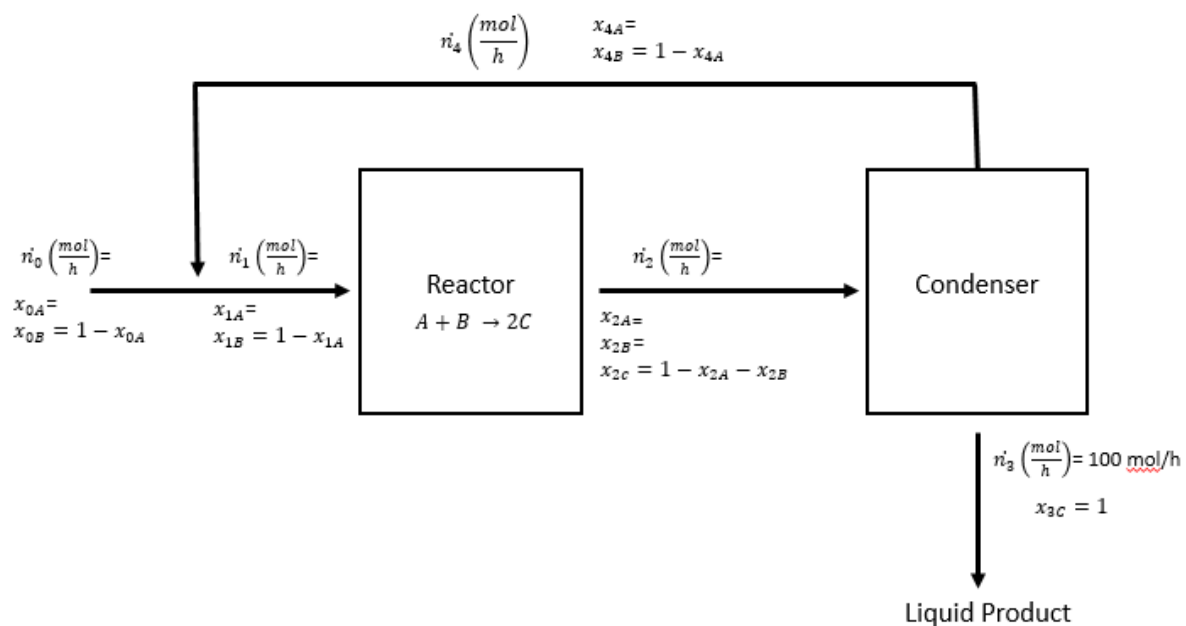 ṅ₄ (mol/h)
x₄A=
x₄B = 1 − x₄A
ṅ₀ (mol/h)=
x₀A=
x₀B = 1 − x₀A
ṅ₁ (mol/h)=
x₁A=
x₁B = 1 − x₁A
Reactor
A + B → 2C
ṅ₂ (mol/h)=
x₂A=
x₂B=
x₂c = 1 − x₂A − x₂B
Condenser
ṅ₃ (mol/h)= 100 mol/h
x₃C = 1
Liquid Product